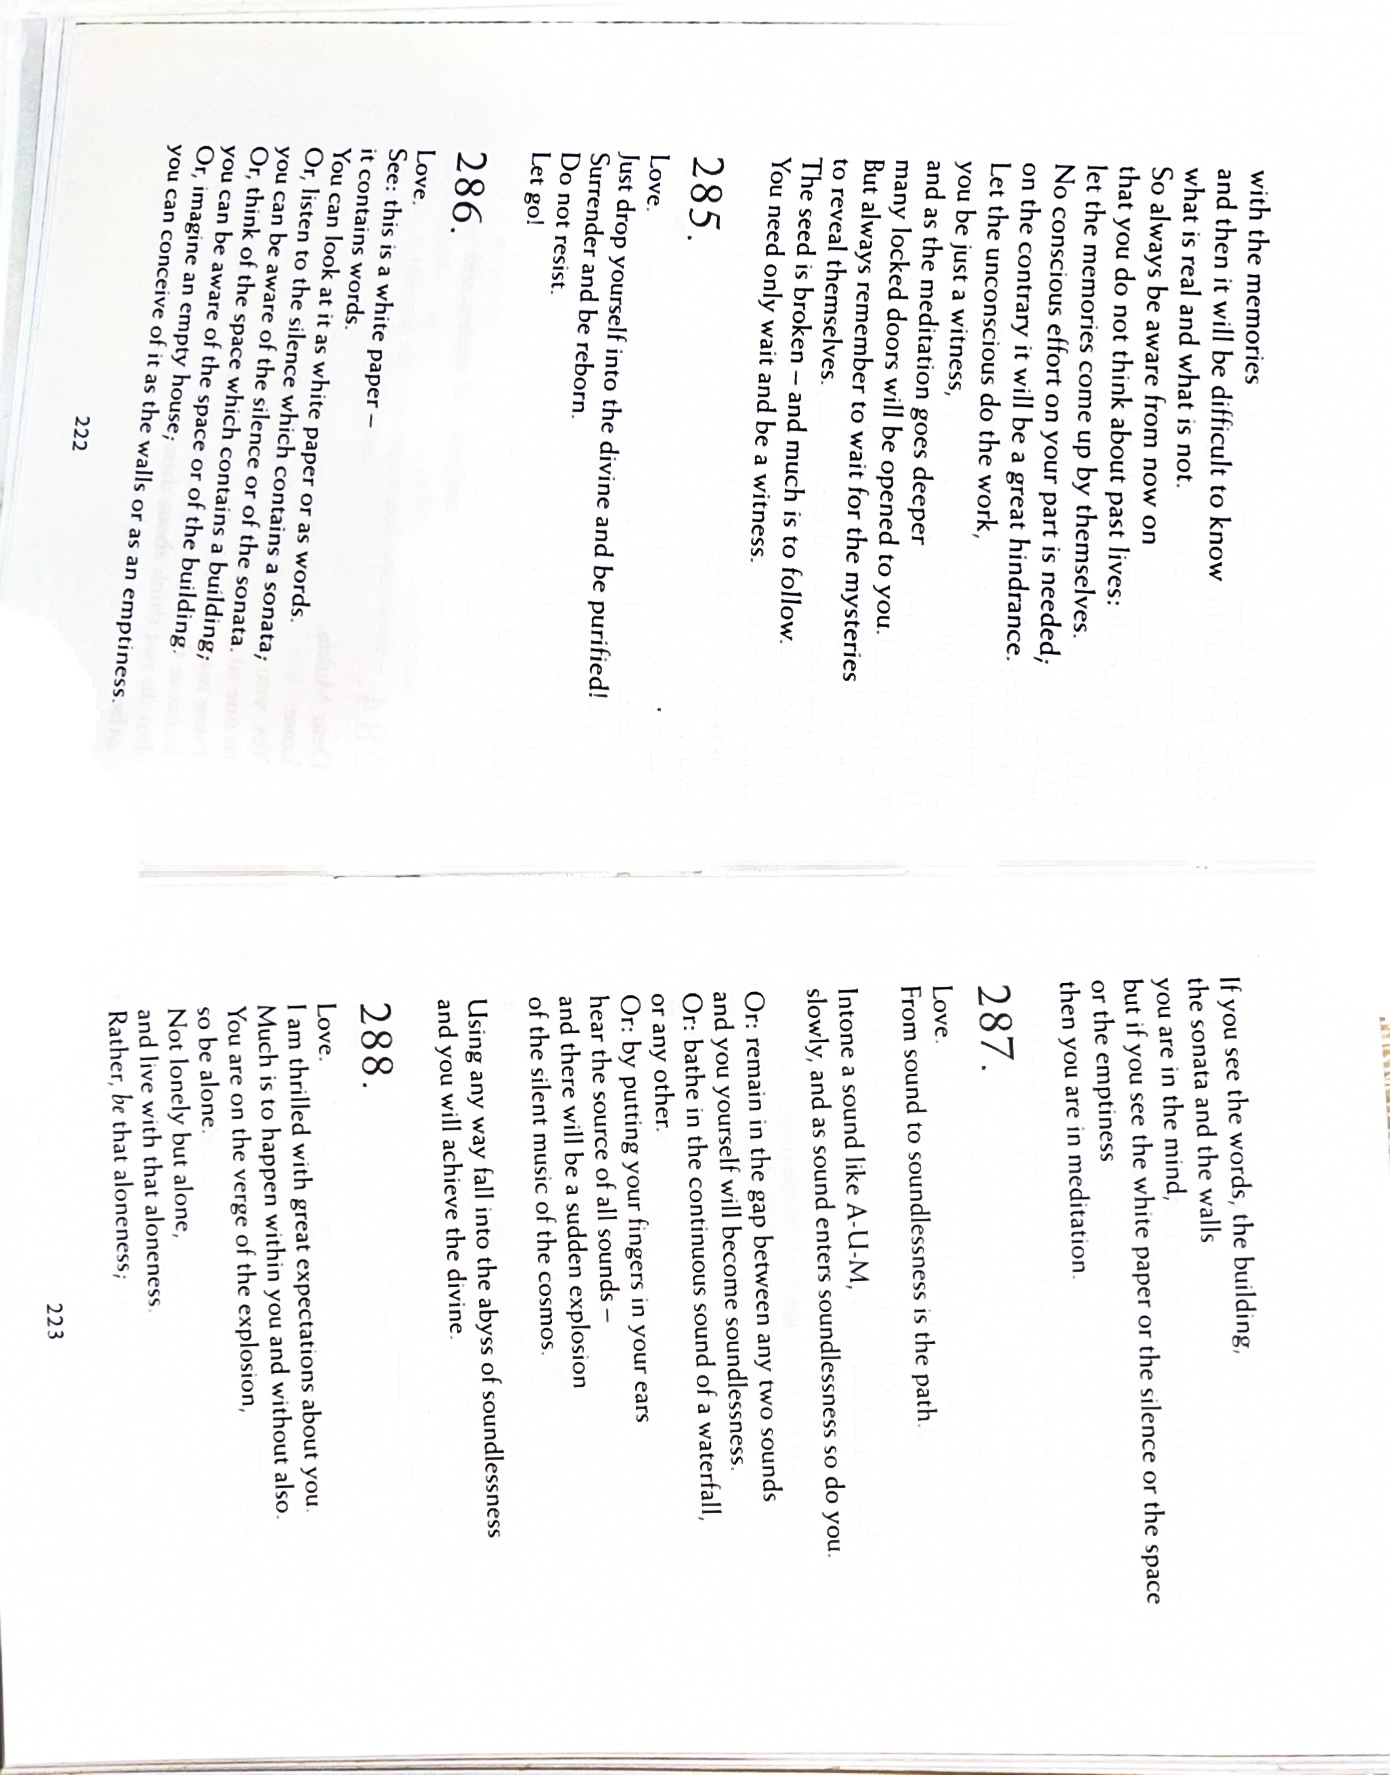 with the memories
and then it will be difficult to know
what is real and what is not.
So always be aware from now on
that you do not think about past lives:
let the memories come up by themselves.
No conscious effort on your part is needed;
on the contrary it will be a great hindrance.
Let the unconscious do the work,
you be just a witness,
and as the meditation goes deeper
many locked doors will be opened to you.
But always remember to wait for the mysteries
to reveal themselves.
The seed is broken – and much is to follow.
You need only wait and be a witness.
285.
Love.
Just drop yourself into the divine and be purified!
Surrender and be reborn.
Do not resist.
Let go!
286.
Love.
See: this is a white paper –
it contains words.
You can look at it as white paper or as words.
Or, listen to the silence which contains a sonata;
you can be aware of the silence or of the sonata.
Or, think of the space which contains a building;
you can be aware of the space or of the building.
Or, imagine an empty house;
you can conceive of it as the walls or as an emptiness.
222
If you see the words, the building,
the sonata and the walls
you are in the mind,
but if you see the white paper or the silence or the space
or the emptiness
then you are in meditation.
287.
Love.
From sound to soundlessness is the path.
Intone a sound like A-U-M,
slowly, and as sound enters soundlessness so do you.
Or: remain in the gap between any two sounds
and you yourself will become soundlessness.
Or: bathe in the continuous sound of a waterfall,
or any other.
Or: by putting your fingers in your ears
hear the source of all sounds –
and there will be a sudden explosion
of the silent music of the cosmos.
Using any way fall into the abyss of soundlessness
and you will achieve the divine.
288.
Love.
I am thrilled with great expectations about you.
Much is to happen within you and without also.
You are on the verge of the explosion,
so be alone.
Not lonely but alone,
and live with that aloneness.
Rather, be that aloneness;
223